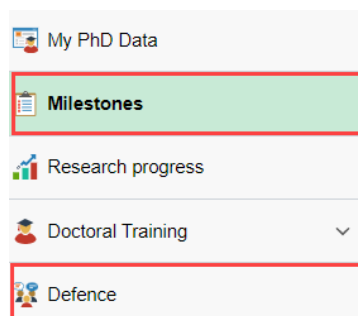 My PhD Data
Milestones
Research progress
Doctoral Training
Defence